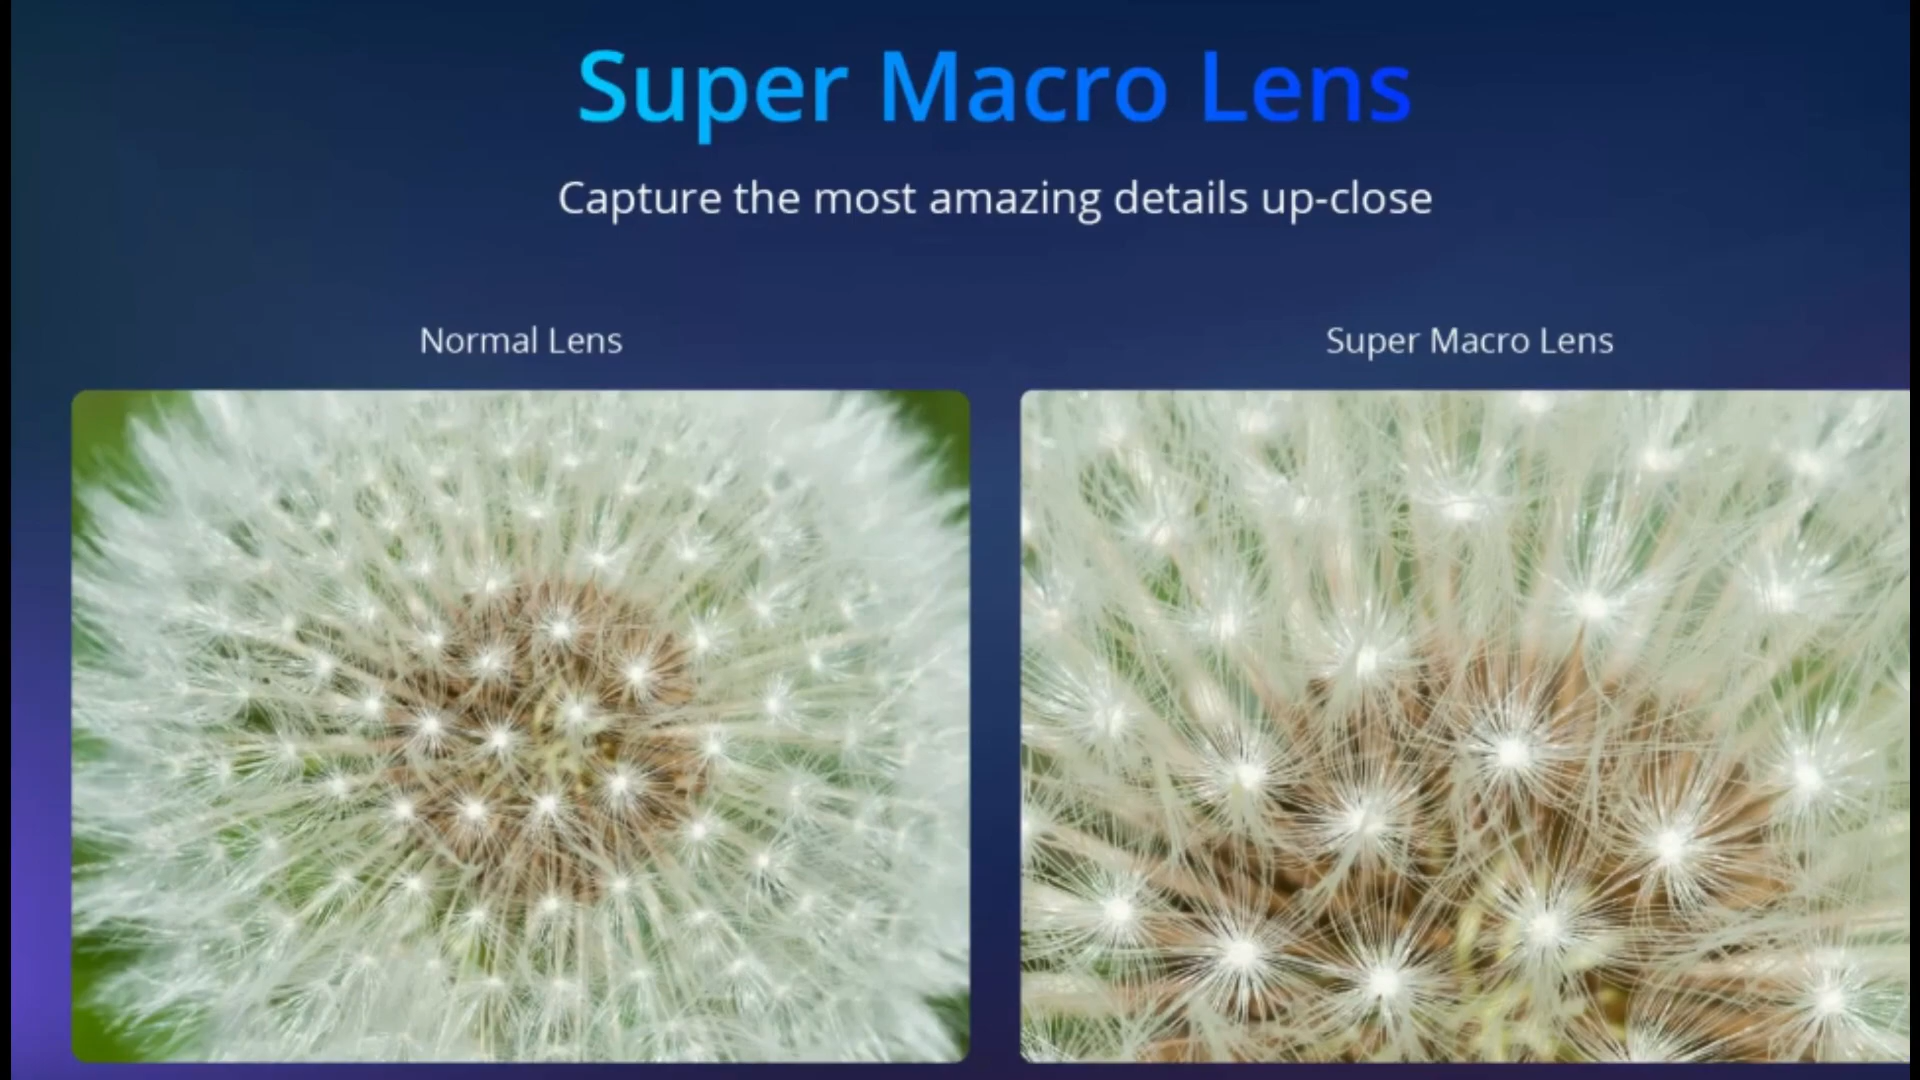 Super Macro Lens
Capture the most amazing details up-close
Normal Lens
Super Macro Lens